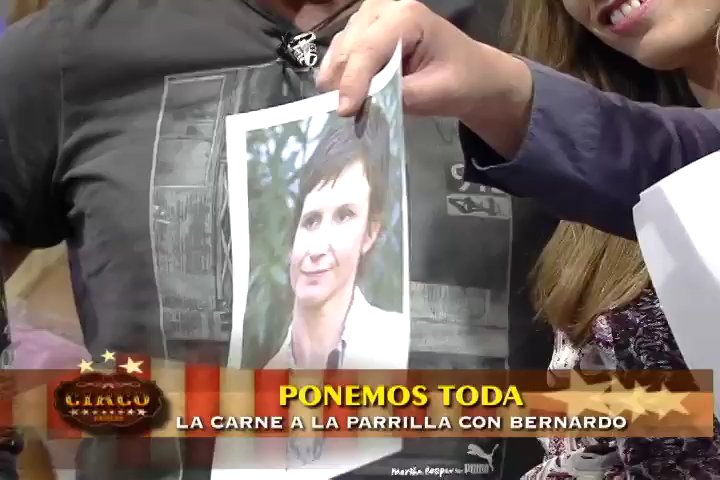 PONEMOS TODA
LA CARNE A LA PARRILLA CON BERNARDO
CIRCO
PUMA